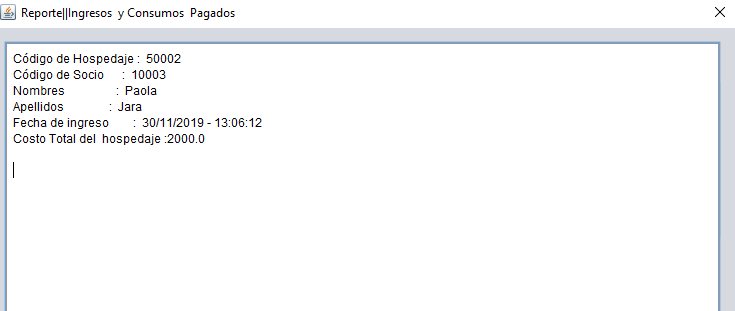 Reporte||Ingresos y Consumos Pagados
Código de Hospedaje : 50002
Código de Socio : 10003
Nombres : Paola
Apellidos : Jara
Fecha de ingreso : 30/11/2019 - 13:06:12
Costo Total del hospedaje :2000.0